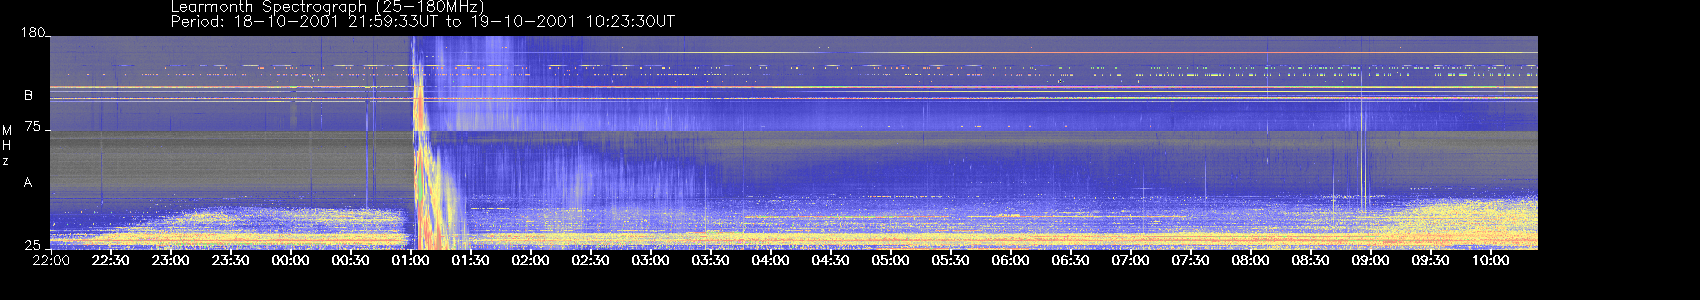 Learmonth Spectrograph (25-180MHz)
Period: 18-10-2001 21:59:33UT to 19-10-2001 10:23:30UT
180
B
75
M
H
z
A
25
22:00 22:30 23:00 23:30 00:00 00:30 01:00 01:30 02:00 02:30 03:00 03:30 04:00 04:30 05:00 05:30 06:00 06:30 07:00 07:30 08:00 08:30 09:00 09:30 10:00